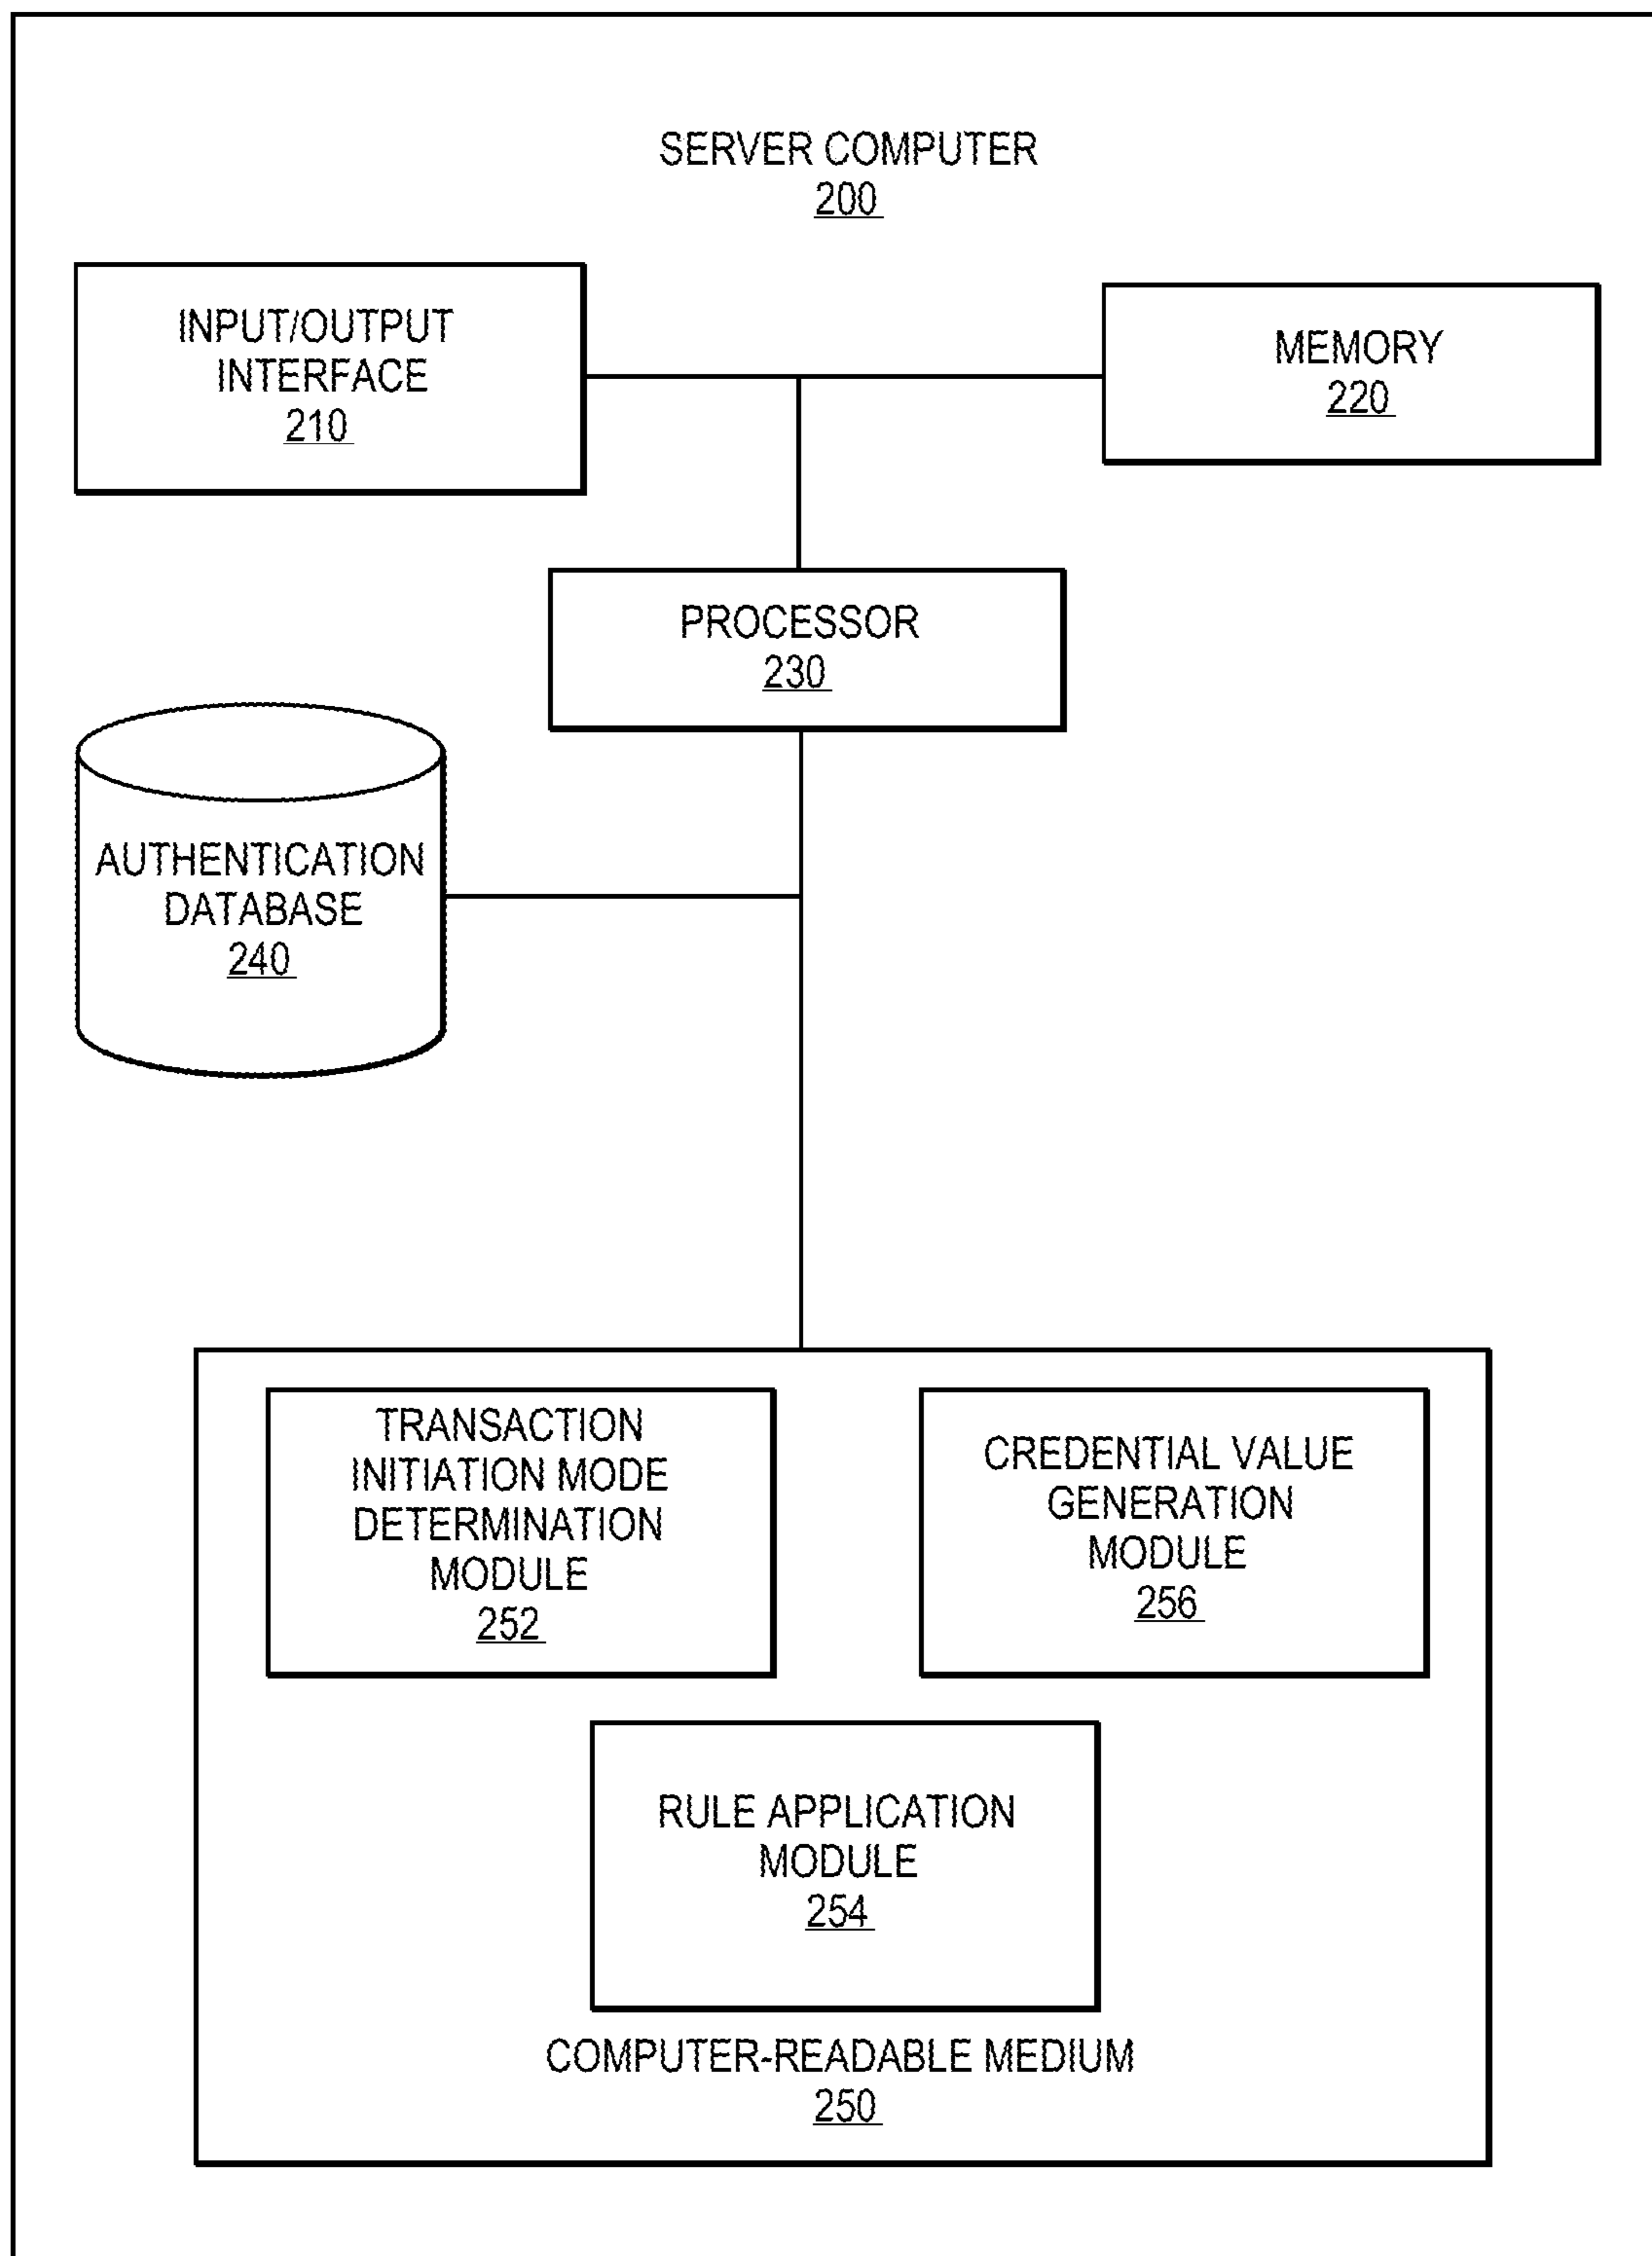 SERVER COMPUTER
200
INPUT/OUTPUT
INTERFACE
210
MEMORY
220
PROCESSOR
230
AUTHENTICATION
DATABASE
240
TRANSACTION
INITIATION MODE
DETERMINATION
MODULE
252
CREDENTIAL VALUE
GENERATION
MODULE
256
RULE APPLICATION
MODULE
254
COMPUTER-READABLE MEDIUM
250